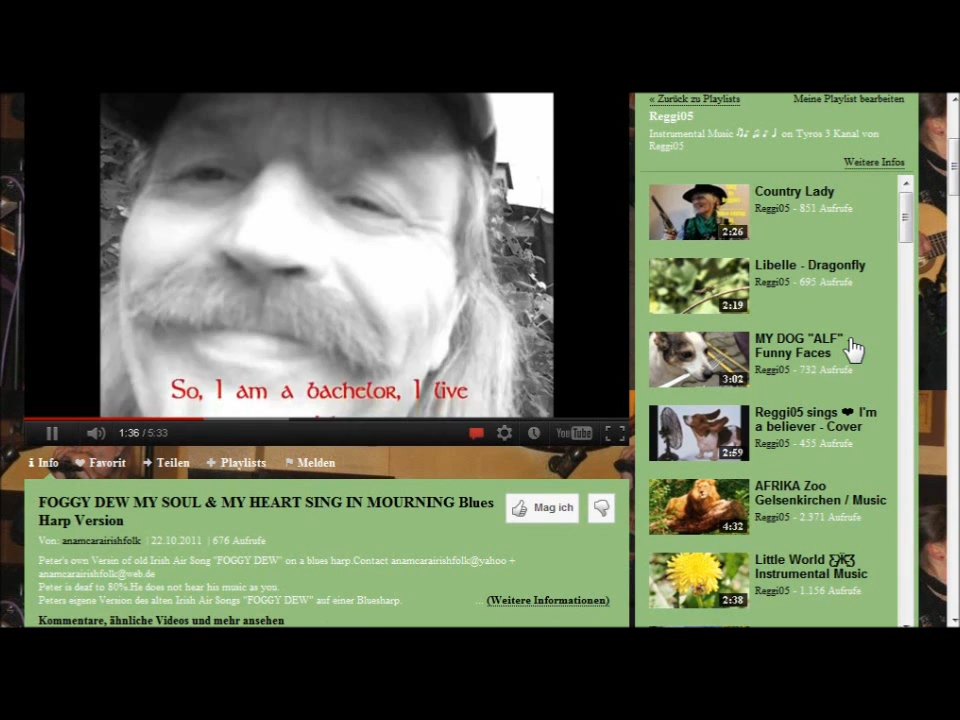 So, I am a bachelor, I live
1:36 / 5:33
YouTube
Info
Favorit
Teilen
Playlists
Melden
FOGGY DEW MY SOUL & MY HEART SING IN MOURNING Blues
Harp Version
Mag ich
Von: anamcarairishfolk | 22.10.2011 | 676 Aufrufe
Peter's own Versin of old Irish Air Song "FOGGY DEW" on a blues harp.Contact anamcarairishfolk@yahoo +
anamcarairishfolk@web.de
Peter is deaf to 80%.He does not hear his music as you.
Peters eigene Version des alten Irish Air Songs "FOGGY DEW" auf einer Bluesharp.
... (Weitere Informationen)
Kommentare, ähnliche Videos und mehr ansehen
« Zurück zu Playlists
Meine Playlist bearbeiten
Reggi05
Instrumental Music ♫♪ ♫ ♪ ♩ on Tyros 3 Kanal von
Reggi05
Weitere Infos
2:26
Country Lady
Reggi05 - 851 Aufrufe
2:19
Libelle - Dragonfly
Reggi05 - 695 Aufrufe
3:02
MY DOG "ALF"
Funny Faces
Reggi05 - 732 Aufrufe
2:59
Reggi05 sings ❤ I'm
a believer - Cover
Reggi05 - 455 Aufrufe
4:32
AFRIKA Zoo
Gelsenkirchen / Music
Reggi05 - 2.371 Aufrufe
2:38
Little World Ƹ̵̡Ӝ̵̨̄Ʒ
Instrumental Music
Reggi05 - 1.156 Aufrufe